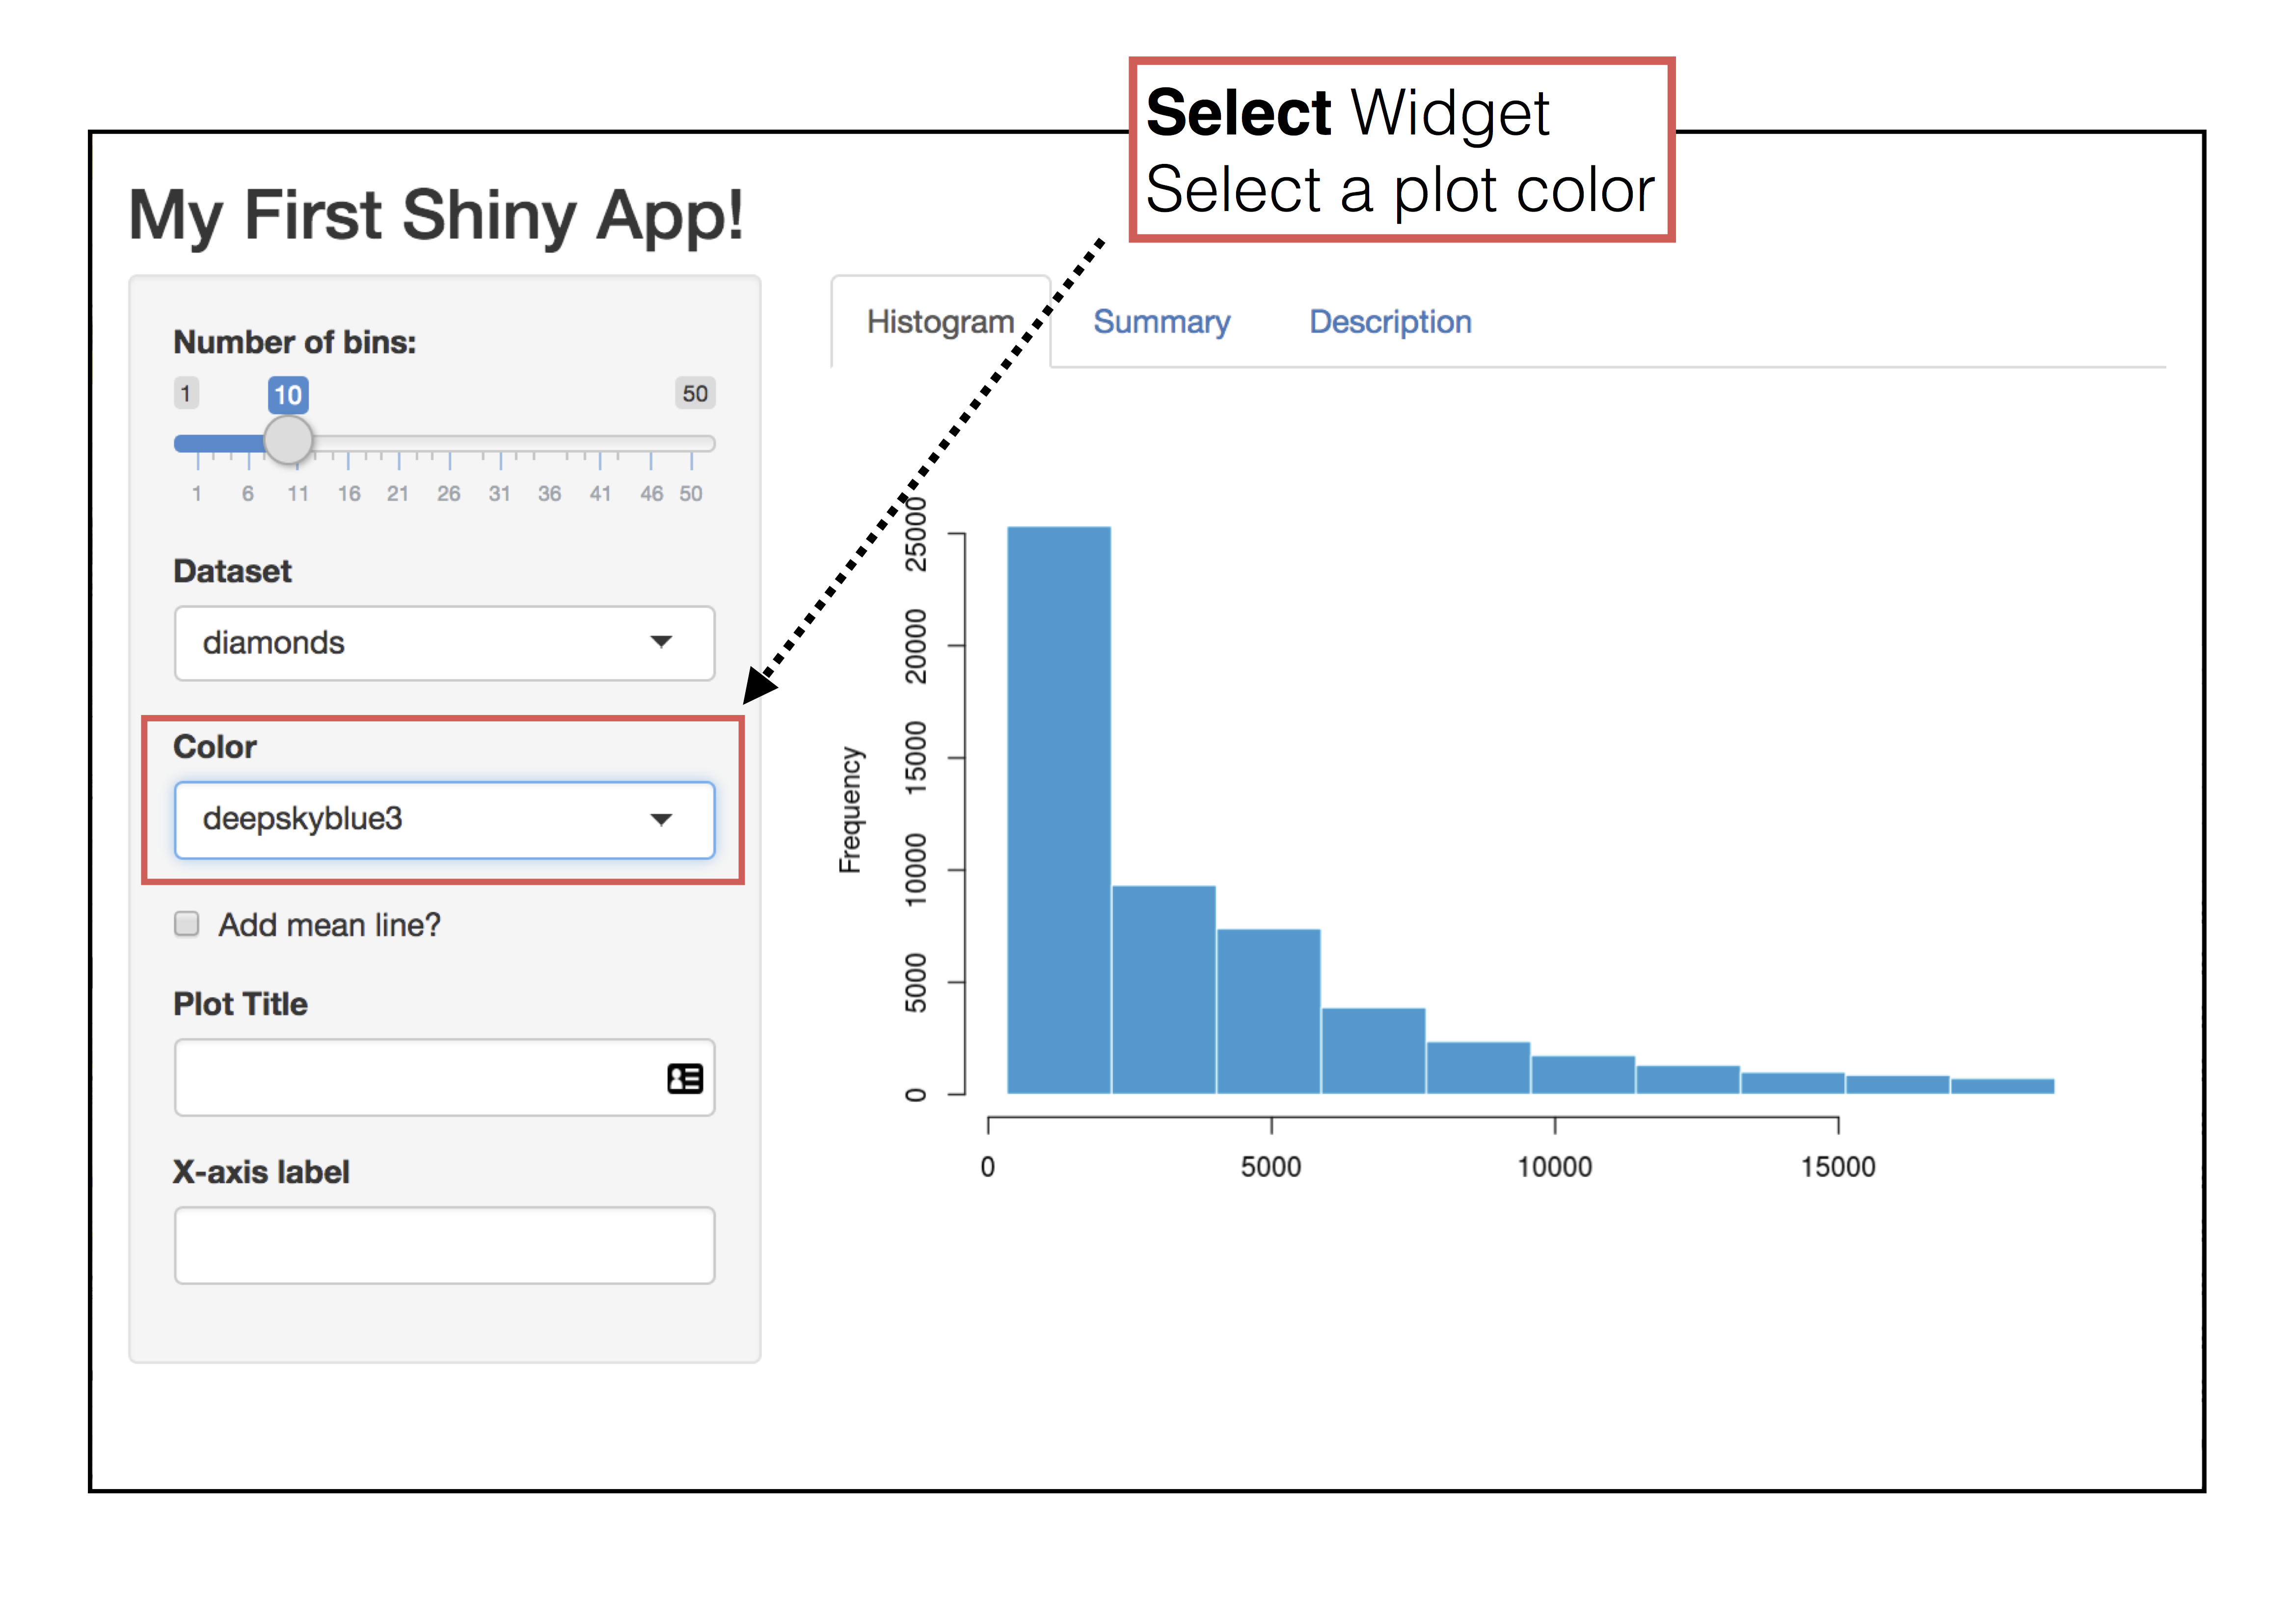 Select Widget
Select a plot color
My First Shiny App!
Number of bins:
1 10 50
1 6 11 16 21 26 31 36 41 46 50
Dataset
diamonds
Color
deepskyblue3
Add mean line?
Plot Title
X-axis label
Histogram Summary Description
Frequency
25000
20000
15000
10000
5000
0
0 5000 10000 15000